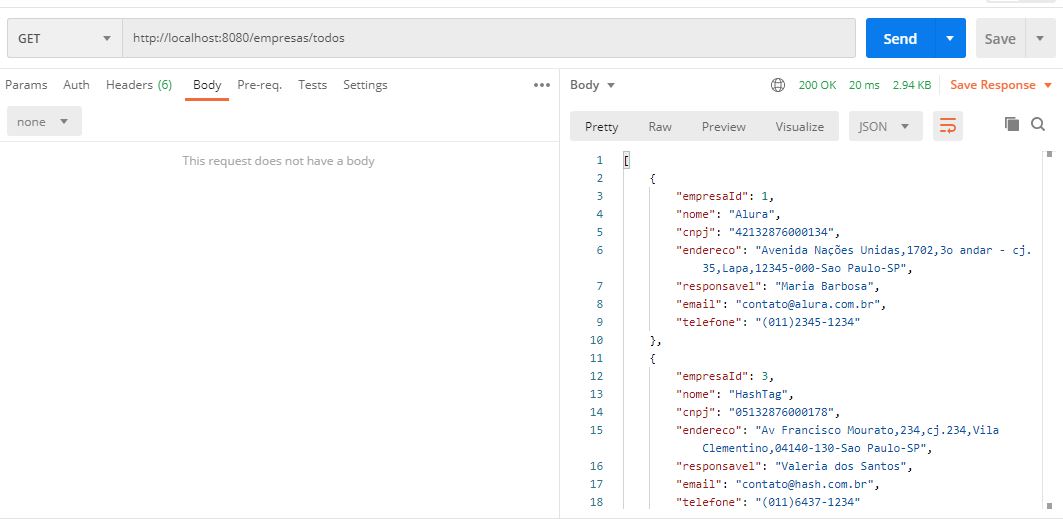 GET
http://localhost:8080/empresas/todos
Send
Save
Params Auth Headers (6) Body Pre-req. Tests Settings •••
none
This request does not have a body
Body 200 OK 20 ms 2.94 KB Save Response
Pretty Raw Preview Visualize JSON
1 [
2 {
3 "empresaId": 1,
4 "nome": "Alura",
5 "cnpj": "42132876000134",
6 "endereco": "Avenida Nações Unidas,1702,3o andar - cj.
35,Lapa,12345-000-Sao Paulo-SP",
7 "responsavel": "Maria Barbosa",
8 "email": "contato@alura.com.br",
9 "telefone": "(011)2345-1234"
10 },
11 {
12 "empresaId": 3,
13 "nome": "HashTag",
14 "cnpj": "05132876000178",
15 "endereco": "Av Francisco Mourato,234,cj.234,Vila
Clementino,04140-130-Sao Paulo-SP",
16 "responsavel": "Valeria dos Santos",
17 "email": "contato@hash.com.br",
18 "telefone": "(011)6437-1234"